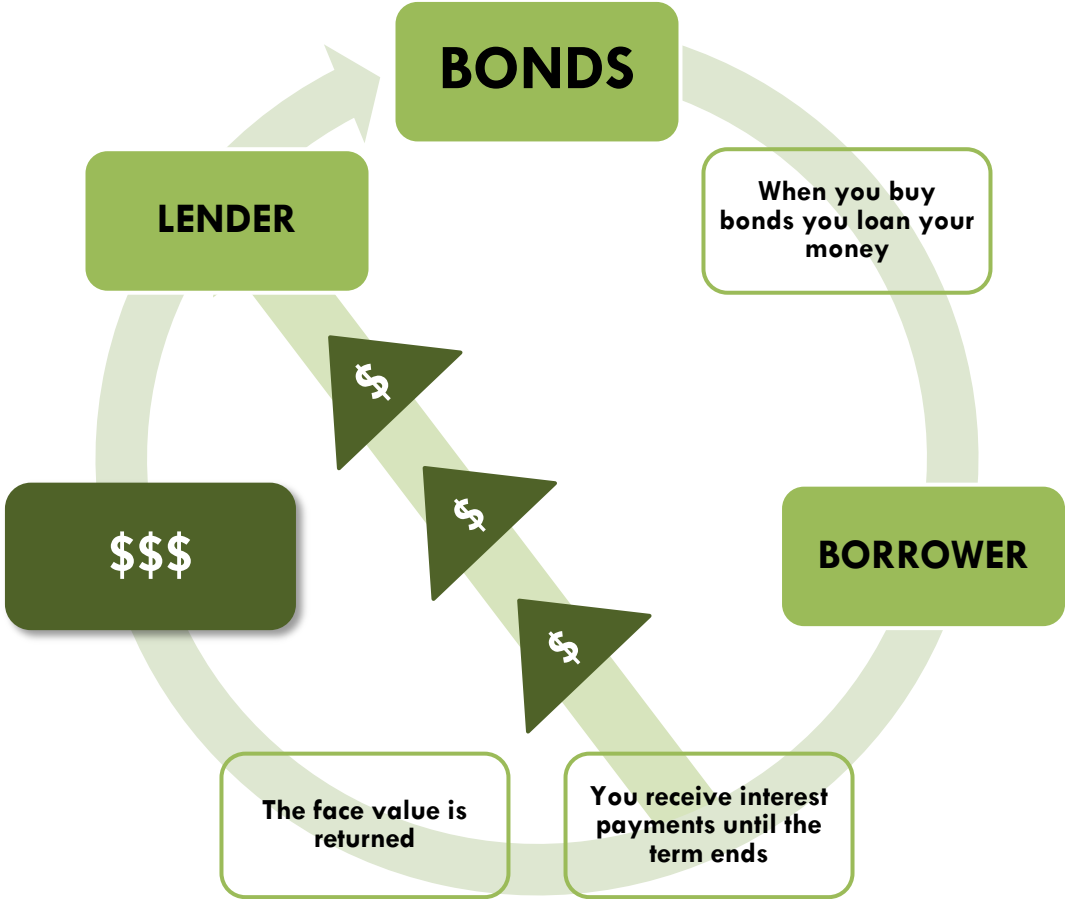 BONDS
When you buy
bonds you loan your
money
LENDER
$
$
$
$$$
BORROWER
You receive interest
payments until the
term ends
The face value is
returned